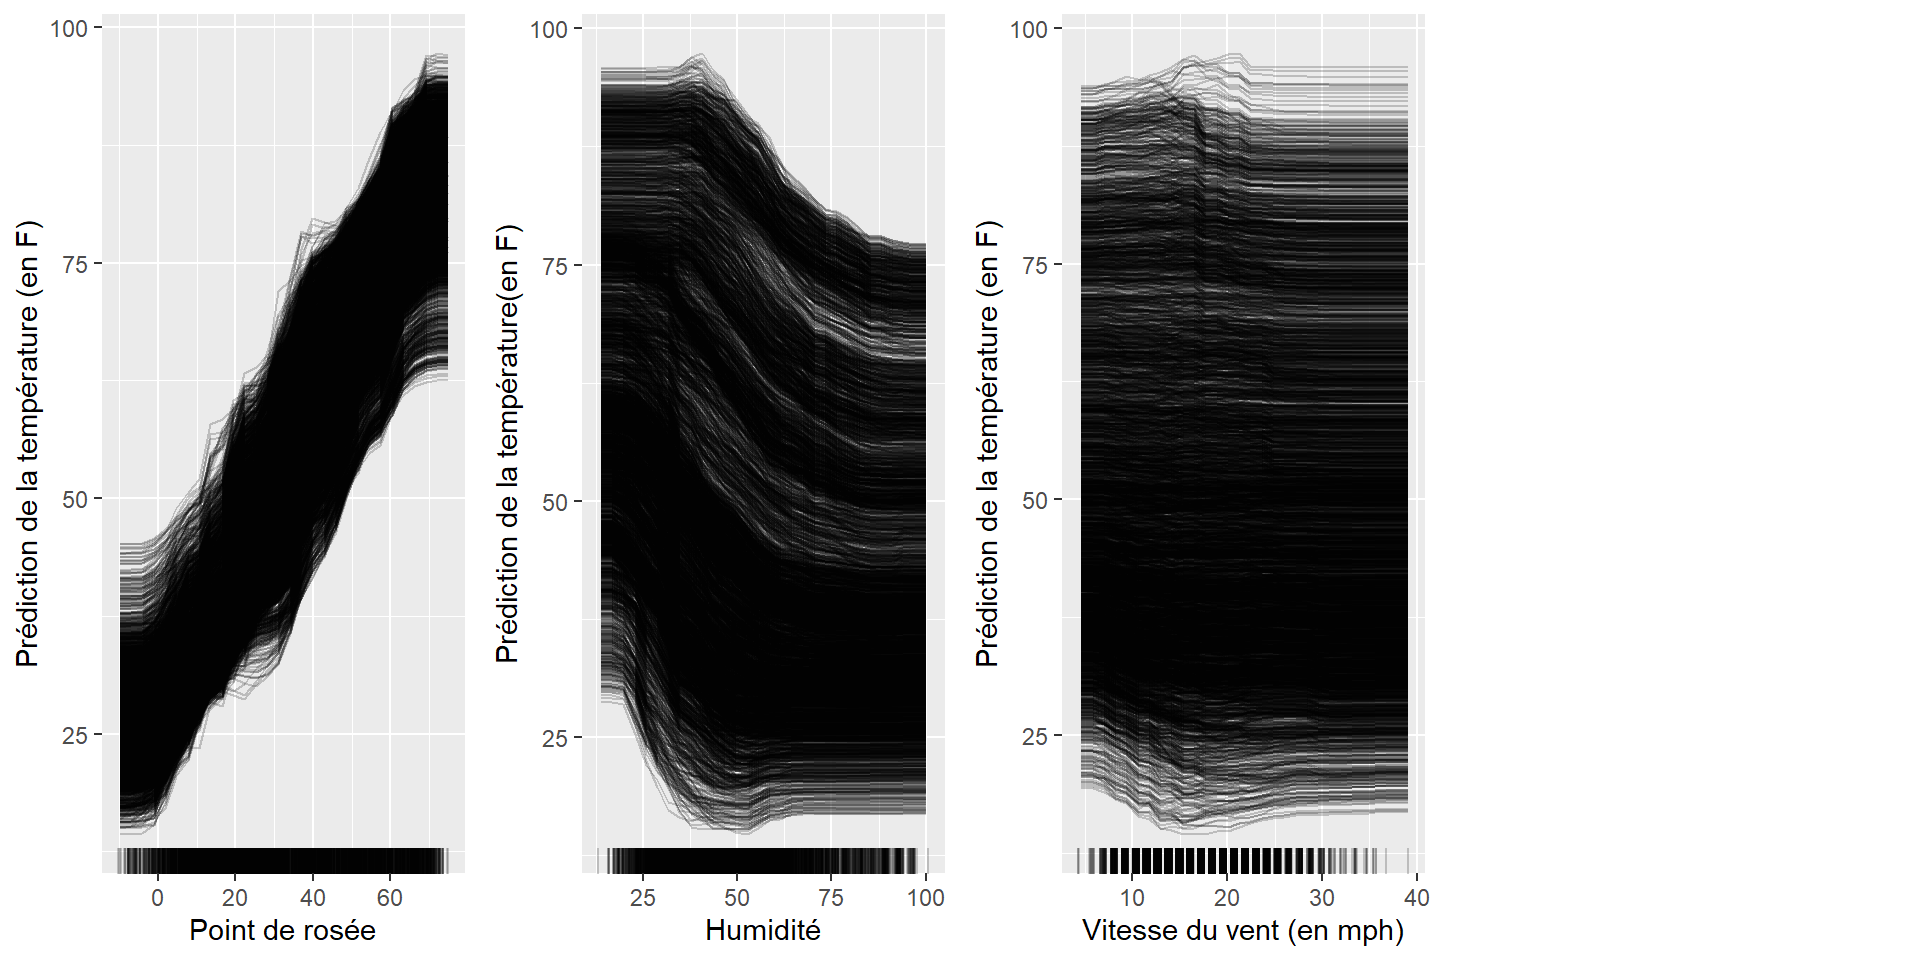 Prédiction de la température (en F)
100
75
50
25
0 20 40 60
Point de rosée
Prédiction de la température(en F)
100
75
50
25
25 50 75 100
Humidité
Prédiction de la température (en F)
100
75
50
25
10 20 30 40
Vitesse du vent (en mph)